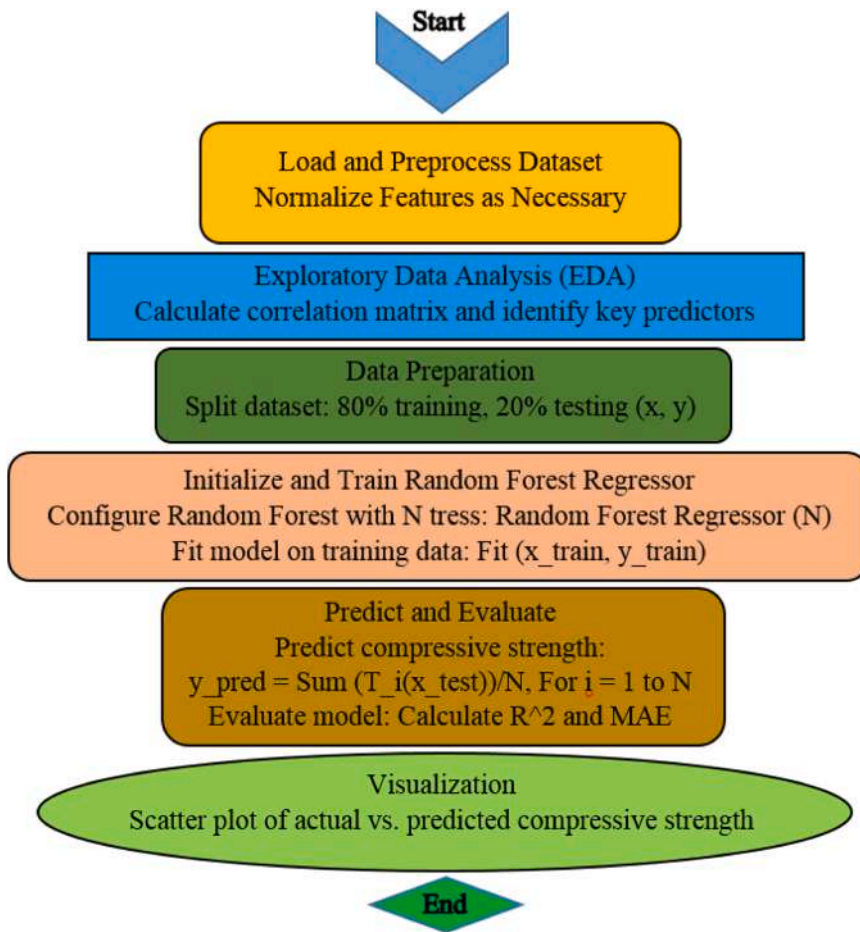 Start
Load and Preprocess Dataset
Normalize Features as Necessary
Exploratory Data Analysis (EDA)
Calculate correlation matrix and identify key predictors
Data Preparation
Split dataset: 80% training, 20% testing (x, y)
Initialize and Train Random Forest Regressor
Configure Random Forest with N tress: Random Forest Regressor (N)
Fit model on training data: Fit (x_train, y_train)
Predict and Evaluate
Predict compressive strength:
y_pred = Sum (T_i(x_test))/N, For i = 1 to N
Evaluate model: Calculate R^2 and MAE
Visualization
Scatter plot of actual vs. predicted compressive strength
End